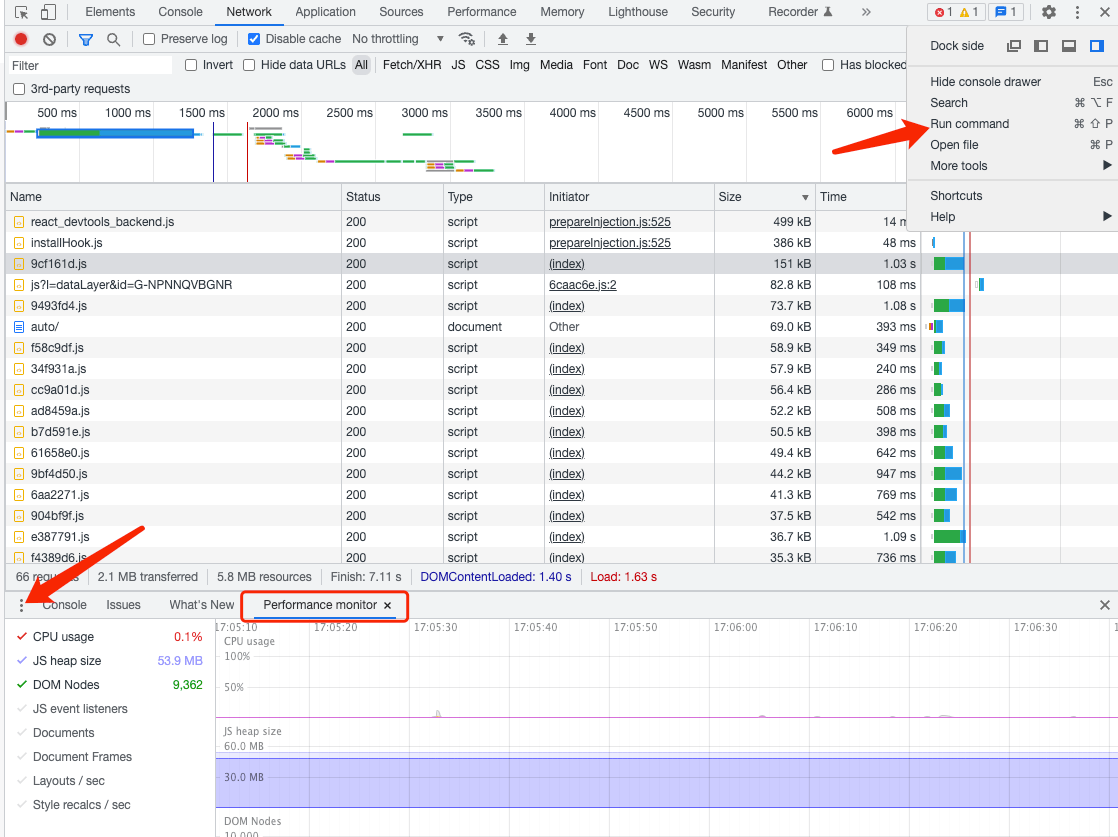 Elements Console Network Application Sources Performance Memory Lighthouse Security Recorder » 1 1 1
Preserve log Disable cache No throttling
Filter Invert Hide data URLs All Fetch/XHR JS CSS Img Media Font Doc WS Wasm Manifest Other Has blocked
3rd-party requests
Dock side
Hide console drawer Esc
Search ⌘ ⌥ F
Run command ⌘ ⇧ P
Open file ⌘ P
More tools
Shortcuts
Help
500 ms 1000 ms 1500 ms 2000 ms 2500 ms 3000 ms 3500 ms 4000 ms 4500 ms 5000 ms 5500 ms 6000 ms
Name Status Type Initiator Size Time
react_devtools_backend.js 200 script prepareInjection.js:525 499 kB 14 m
installHook.js 200 script prepareInjection.js:525 386 kB 48 ms
9cf161d.js 200 script (index) 151 kB 1.03 s
js?l=dataLayer&id=G-NPNNQVBGNR 200 script 6caac6e.js:2 82.8 kB 108 ms
9493fd4.js 200 script (index) 73.7 kB 1.08 s
auto/ 200 document Other 69.0 kB 393 ms
f58c9df.js 200 script (index) 58.9 kB 349 ms
34f931a.js 200 script (index) 57.9 kB 240 ms
cc9a01d.js 200 script (index) 56.4 kB 286 ms
ad8459a.js 200 script (index) 52.2 kB 508 ms
b7d591e.js 200 script (index) 50.5 kB 398 ms
61658e0.js 200 script (index) 49.4 kB 642 ms
9bf4d50.js 200 script (index) 44.2 kB 947 ms
6aa2271.js 200 script (index) 41.3 kB 769 ms
904bf9f.js 200 script (index) 37.5 kB 542 ms
e387791.js 200 script (index) 36.7 kB 1.09 s
f4389d6.js 200 script (index) 35.3 kB 736 ms
66 requests 2.1 MB transferred 5.8 MB resources Finish: 7.11 s DOMContentLoaded: 1.40 s Load: 1.63 s
Console Issues What's New Performance monitor ×
CPU usage 0.1%
JS heap size 53.9 MB
DOM Nodes 9,362
JS event listeners
Documents
Document Frames
Layouts / sec
Style recalcs / sec
17:05:10 17:05:20 17:05:30 17:05:40 17:05:50 17:06:00 17:06:10 17:06:20 17:06:30
CPU usage
100%
50%
JS heap size
60.0 MB
30.0 MB
DOM Nodes
10,000